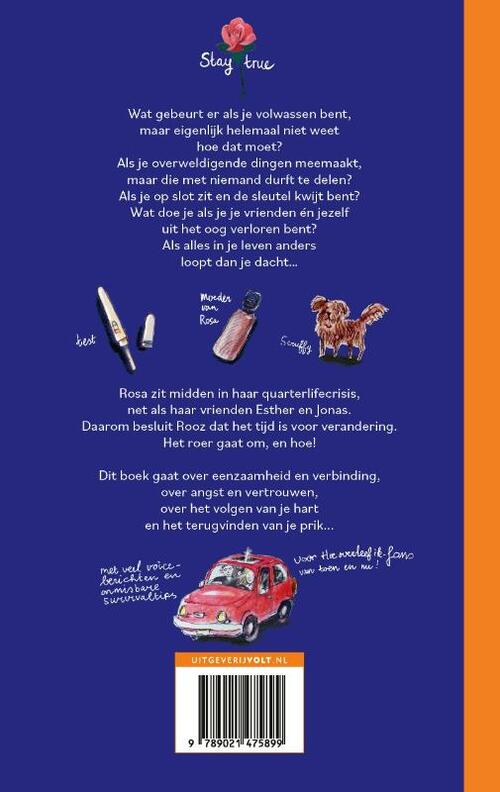 Stay true
Wat gebeurt er als je volwassen bent,
maar eigenlijk helemaal niet weet
hoe dat moet?
Als je overweldigende dingen meemaakt,
maar die met niemand durft te delen?
Als je op slot zit en de sleutel kwijt bent?
Wat doe je als je je vrienden én jezelf
uit het oog verloren bent?
Als alles in je leven anders
loopt dan je dacht...
test
Moeder
van
Rosa
Scruffy
Rosa zit midden in haar quarterlifecrisis,
net als haar vrienden Esther en Jonas.
Daarom besluit Rooz dat het tijd is voor verandering.
Het roer gaat om, en hoe!
Dit boek gaat over eenzaamheid en verbinding,
over angst en vertrouwen,
over het volgen van je hart
en het terugvinden van je prik...
met veel voice-
berichten en
onmisbare
survivaltips
voor Hoe overleef ik-fans
van toen en nu!
UITGEVERIJVOLT.NL
9 789021 475899